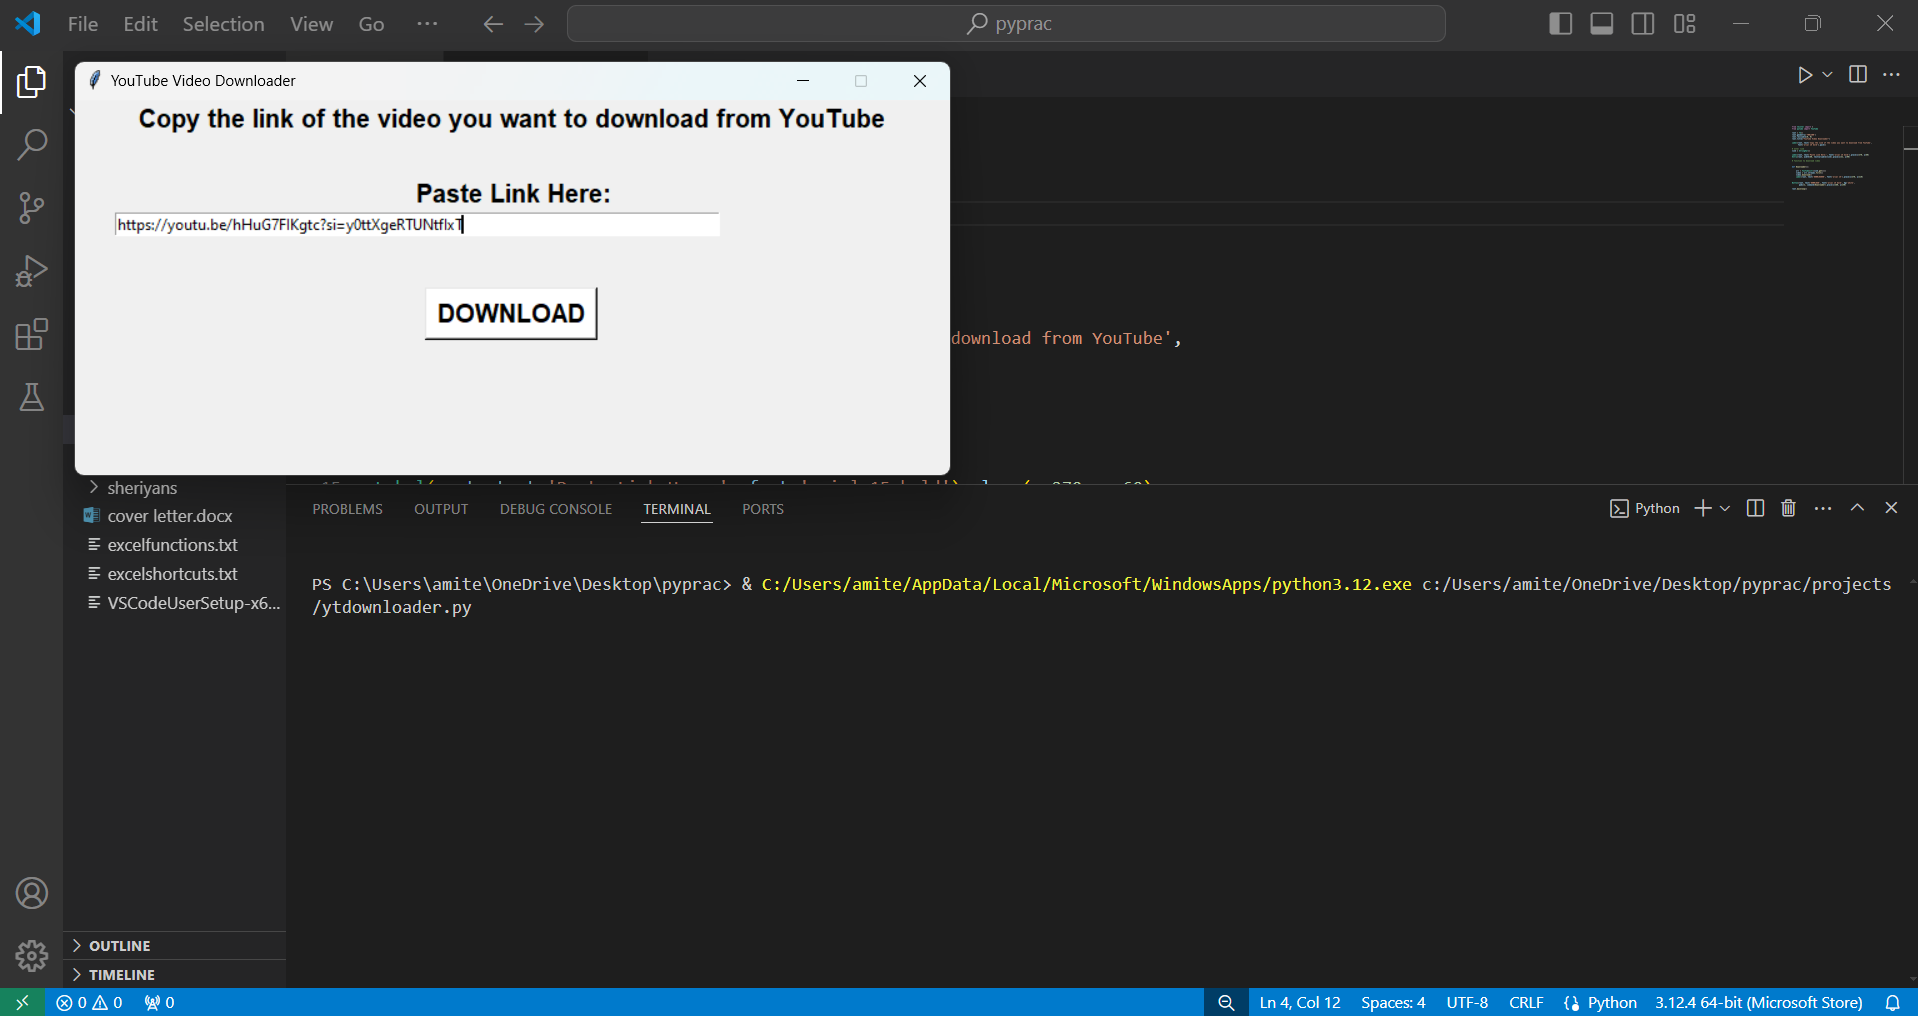 File Edit Selection View Go ...
pyprac
YouTube Video Downloader
Copy the link of the video you want to download from YouTube
Paste Link Here:
https://youtu.be/hHuG7FlKgtc?si=y0ttXgeRTUNtflxT
DOWNLOAD
download from YouTube',
sheriyans
cover letter.docx
excelfunctions.txt
excelshortcuts.txt
VSCodeUserSetup-x6...
OUTLINE
TIMELINE
PROBLEMS OUTPUT DEBUG CONSOLE TERMINAL PORTS
Python
PS C:\Users\amite\OneDrive\Desktop\pyprac> & C:/Users/amite/AppData/Local/Microsoft/WindowsApps/python3.12.exe c:/Users/amite/OneDrive/Desktop/pyprac/projects
/ytdownloader.py
0 0 0
Ln 4, Col 12 Spaces: 4 UTF-8 CRLF Python 3.12.4 64-bit (Microsoft Store)